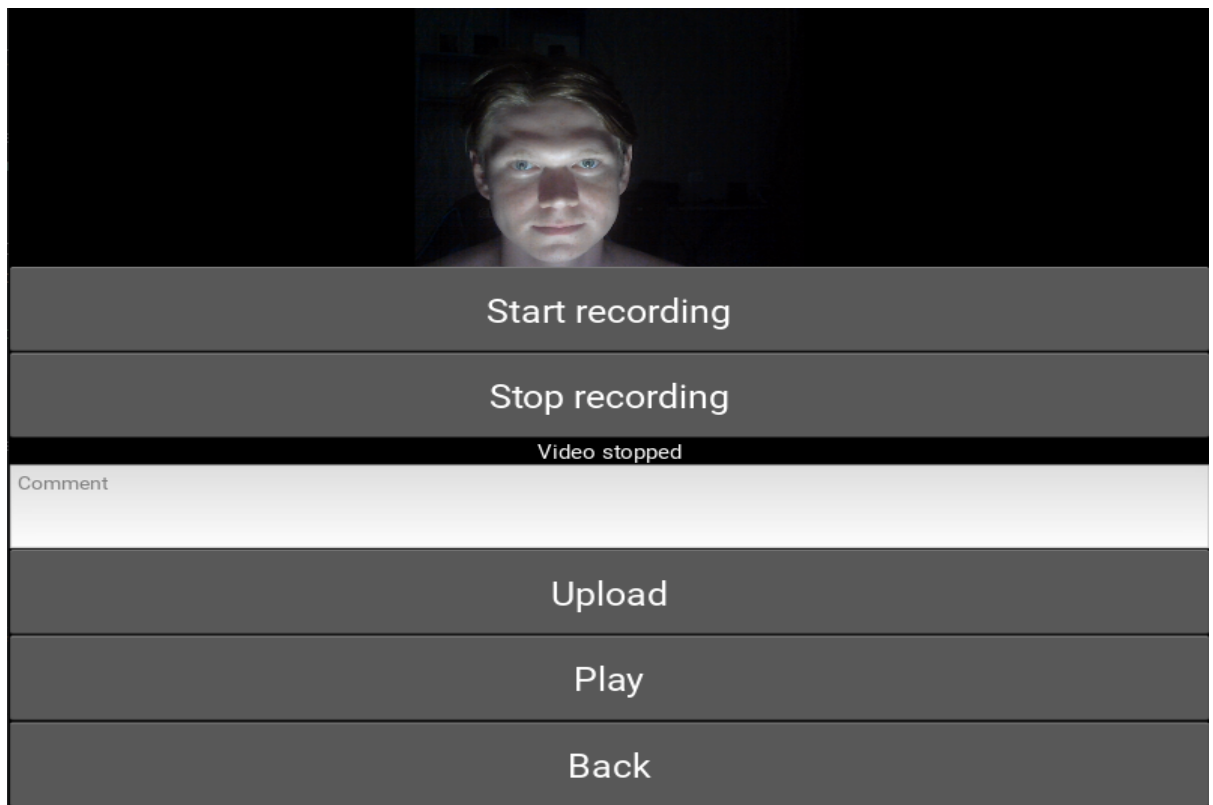 Start recording
Stop recording
Video stopped
Comment
Upload
Play
Back